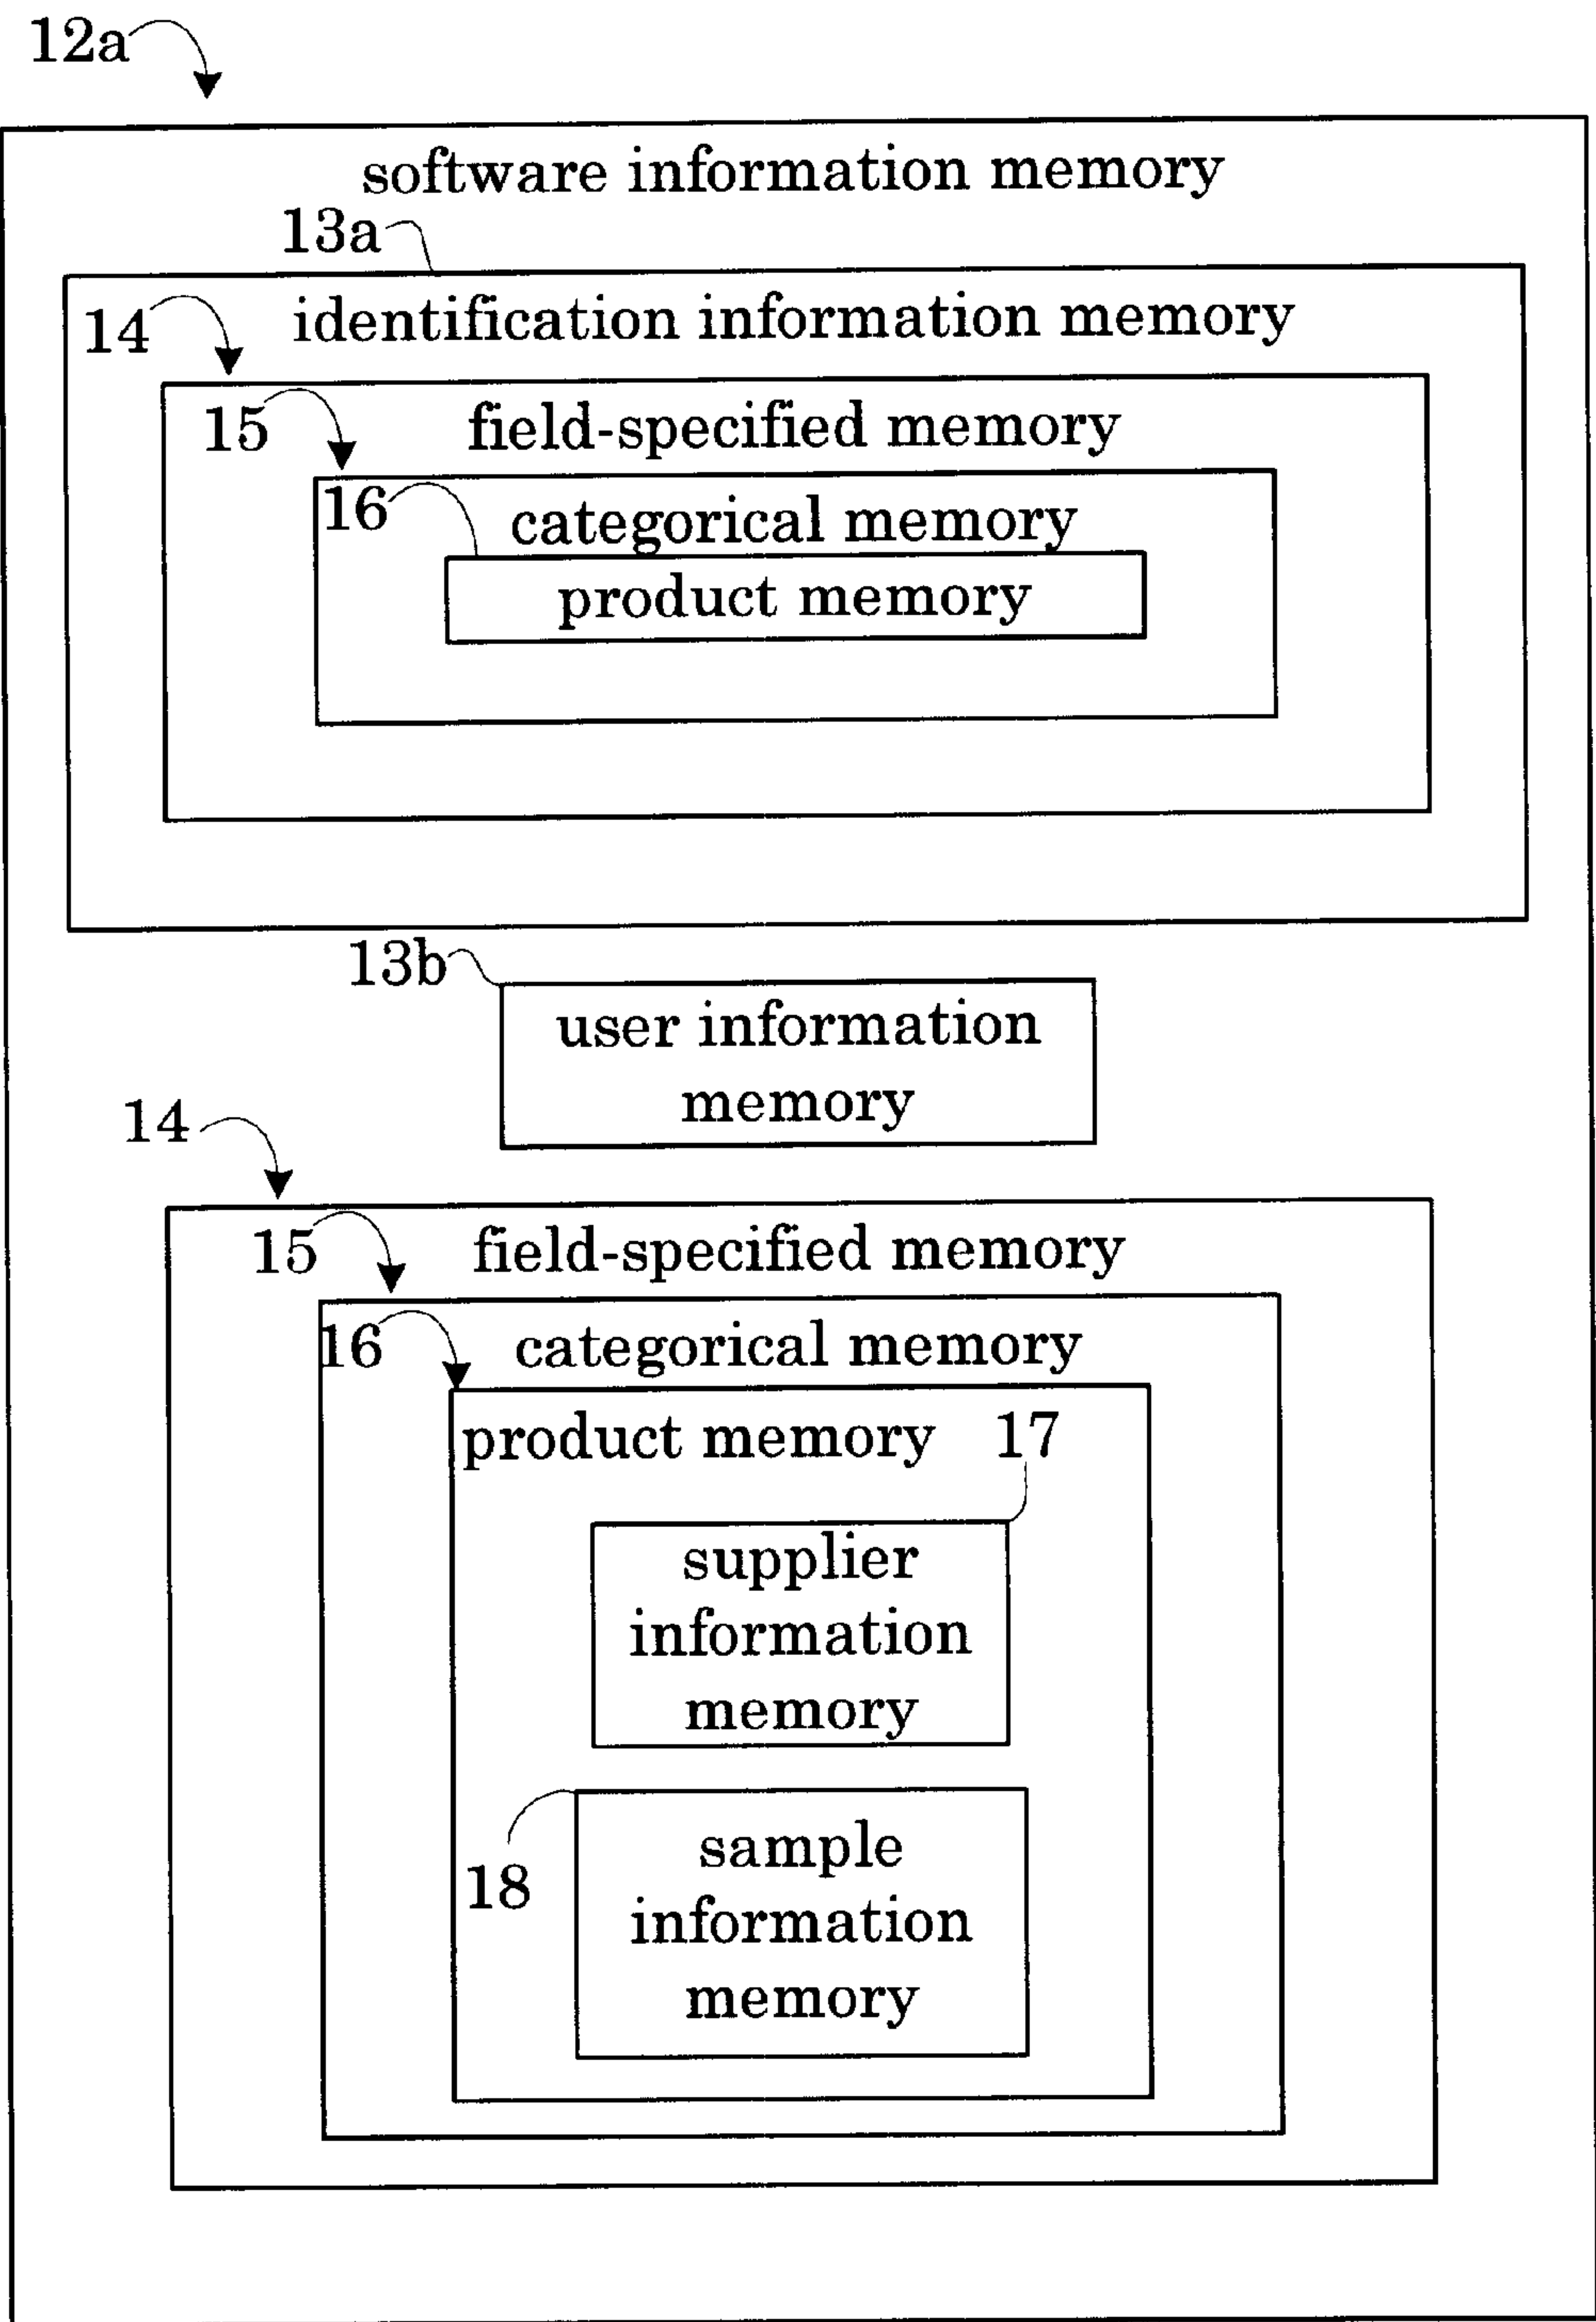 12a
software information memory
13a
14
identification information memory
15
field-specified memory
16
categorical memory
product memory
13b
user information
memory
14
15
field-specified memory
16
categorical memory
product memory
17
supplier
information
memory
18
sample
information
memory